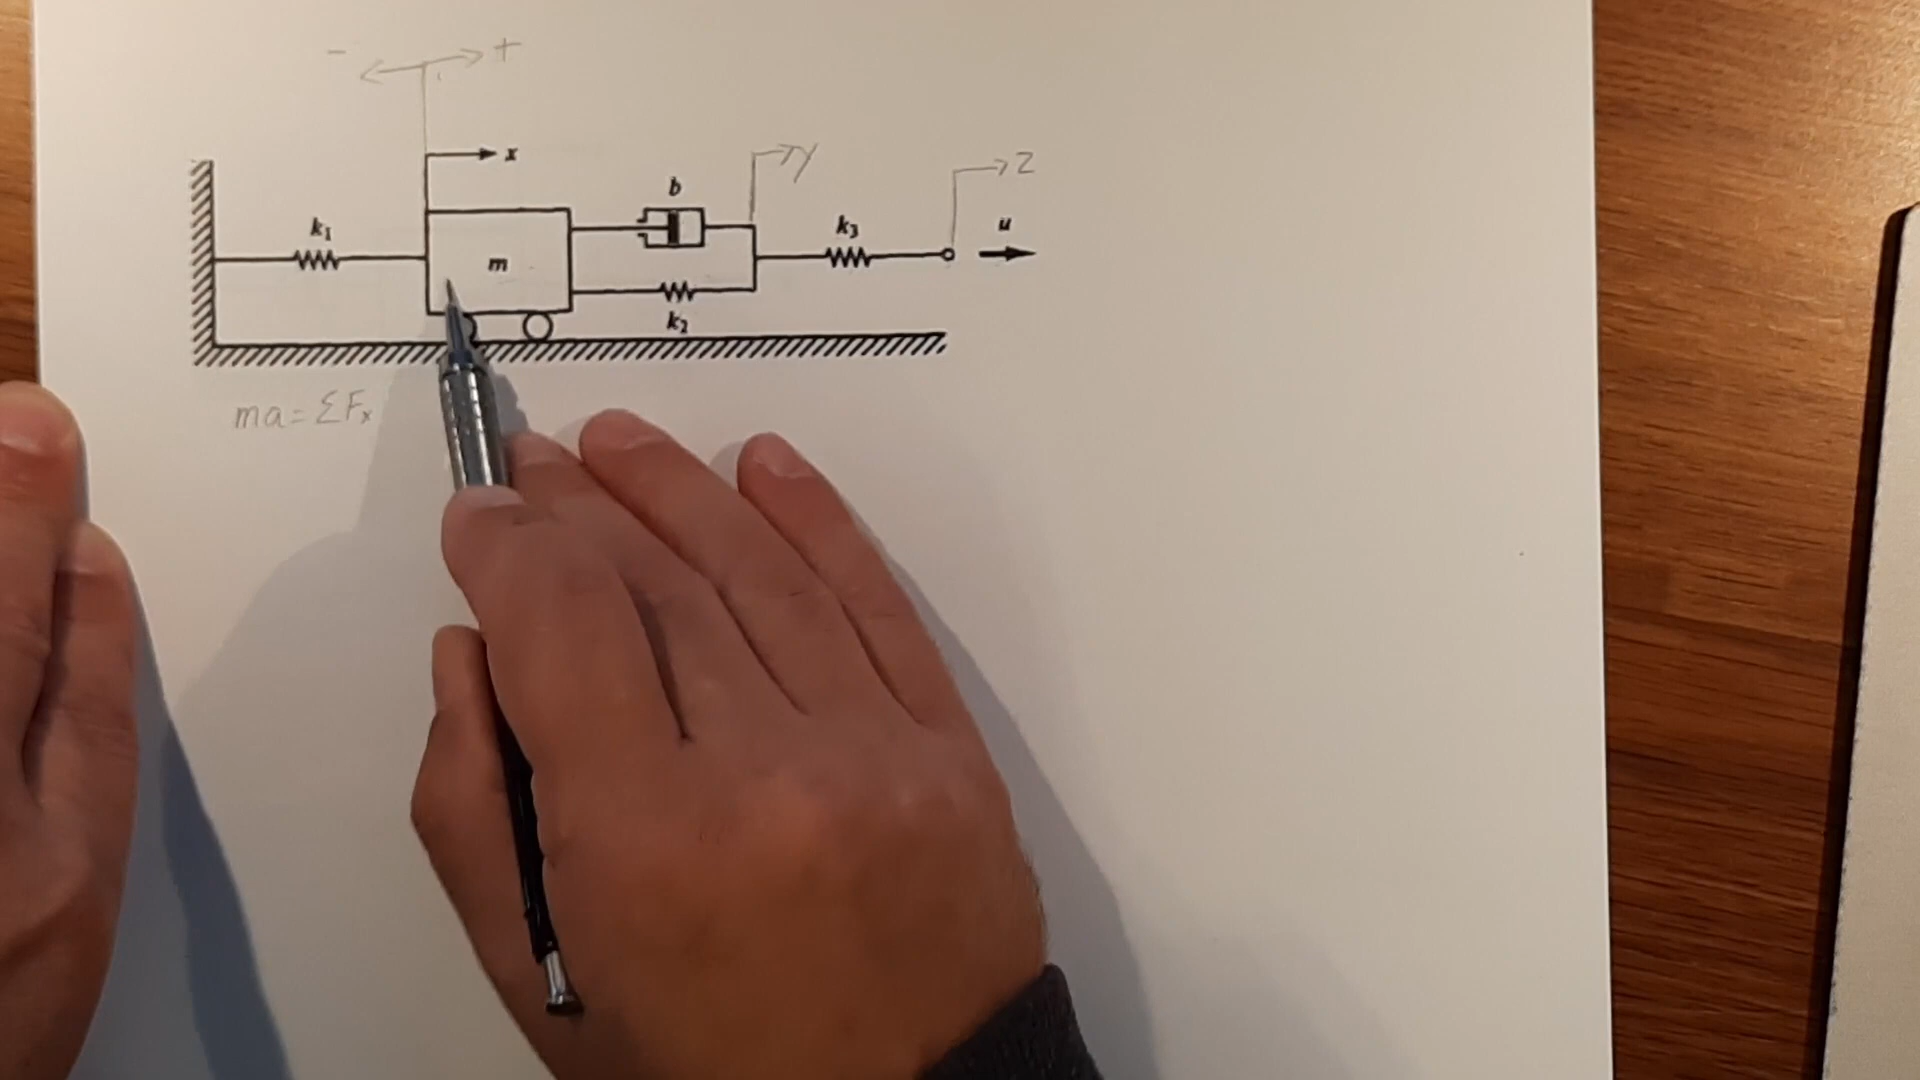 - +
x
y
z
b
k₁
k₃
u
m
k₂
ma = ΣFₓ